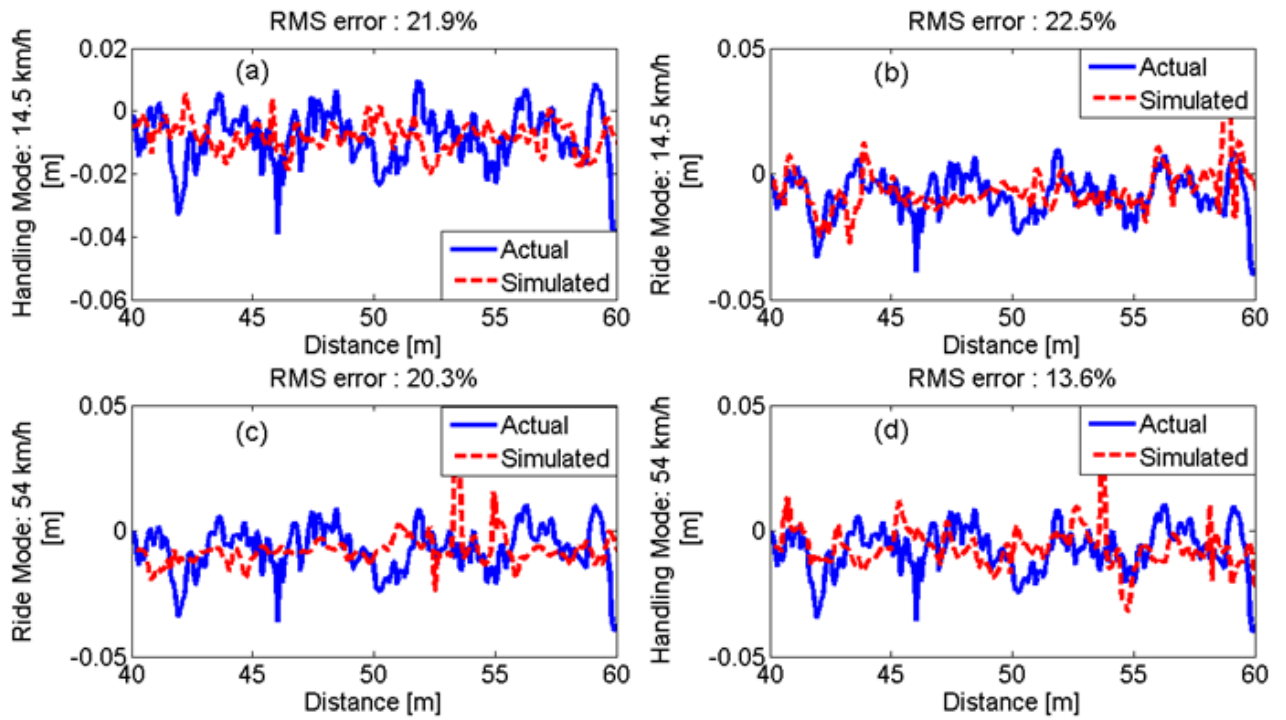 RMS error : 21.9%
Handling Mode: 14.5 km/h
[m]
0.02
0
-0.02
-0.04
-0.06
(a)
Actual
Simulated
40
45
50
55
60
Distance [m]
RMS error : 22.5%
Ride Mode: 14.5 km/h
[m]
0.05
0
-0.05
(b)
Actual
Simulated
40
45
50
55
60
Distance [m]
RMS error : 20.3%
Ride Mode: 54 km/h
[m]
0.05
0
-0.05
(c)
Actual
Simulated
40
45
50
55
60
Distance [m]
RMS error : 13.6%
Handling Mode: 54 km/h
[m]
0.05
0
-0.05
(d)
Actual
Simulated
40
45
50
55
60
Distance [m]